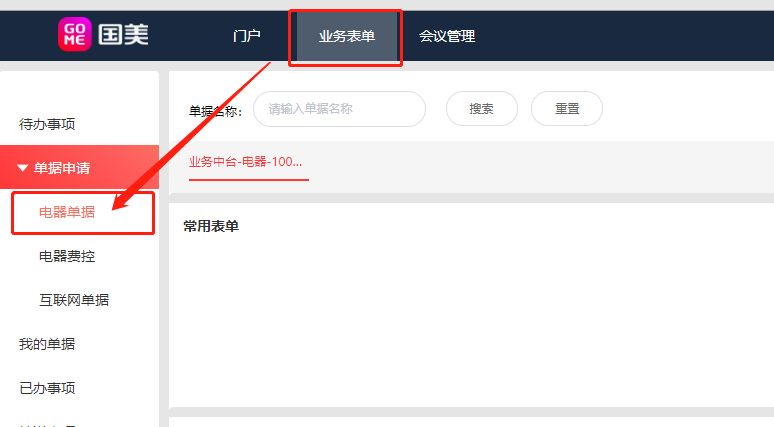 GO
ME 国美 门户 业务表单 会议管理
待办事项
单据申请
电器单据
电器费控
互联网单据
我的单据
已办事项
单据名称： 请输入单据名称 搜索 重置
业务中台-电器-100...
常用表单